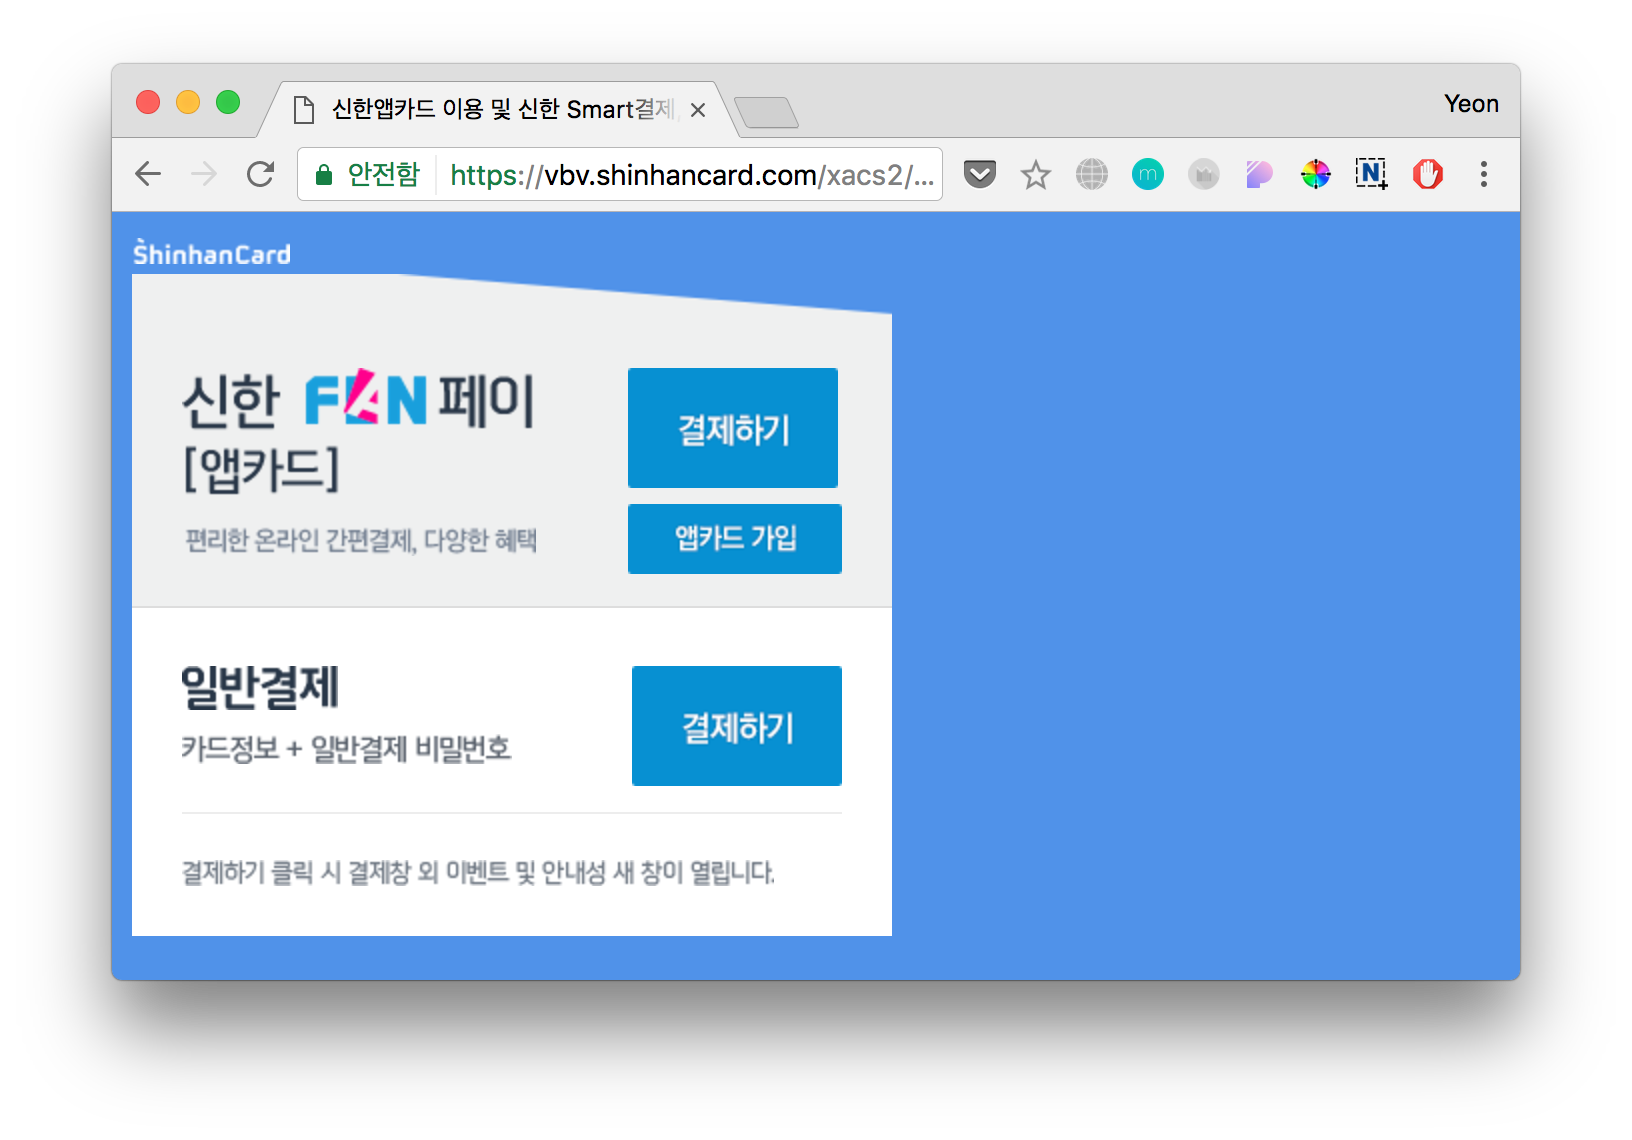 신한앱카드 이용 및 신한 Smart결제
Yeon
안전함 https://vbv.shinhancard.com/xacs2/...
ShinhanCard
신한 FAN 페이
[앱카드]
편리한 온라인 간편결제, 다양한 혜택
결제하기
앱카드 가입
일반결제
카드정보 + 일반결제 비밀번호
결제하기
결제하기 클릭 시 결제창 외 이벤트 및 안내성 새 창이 열립니다.